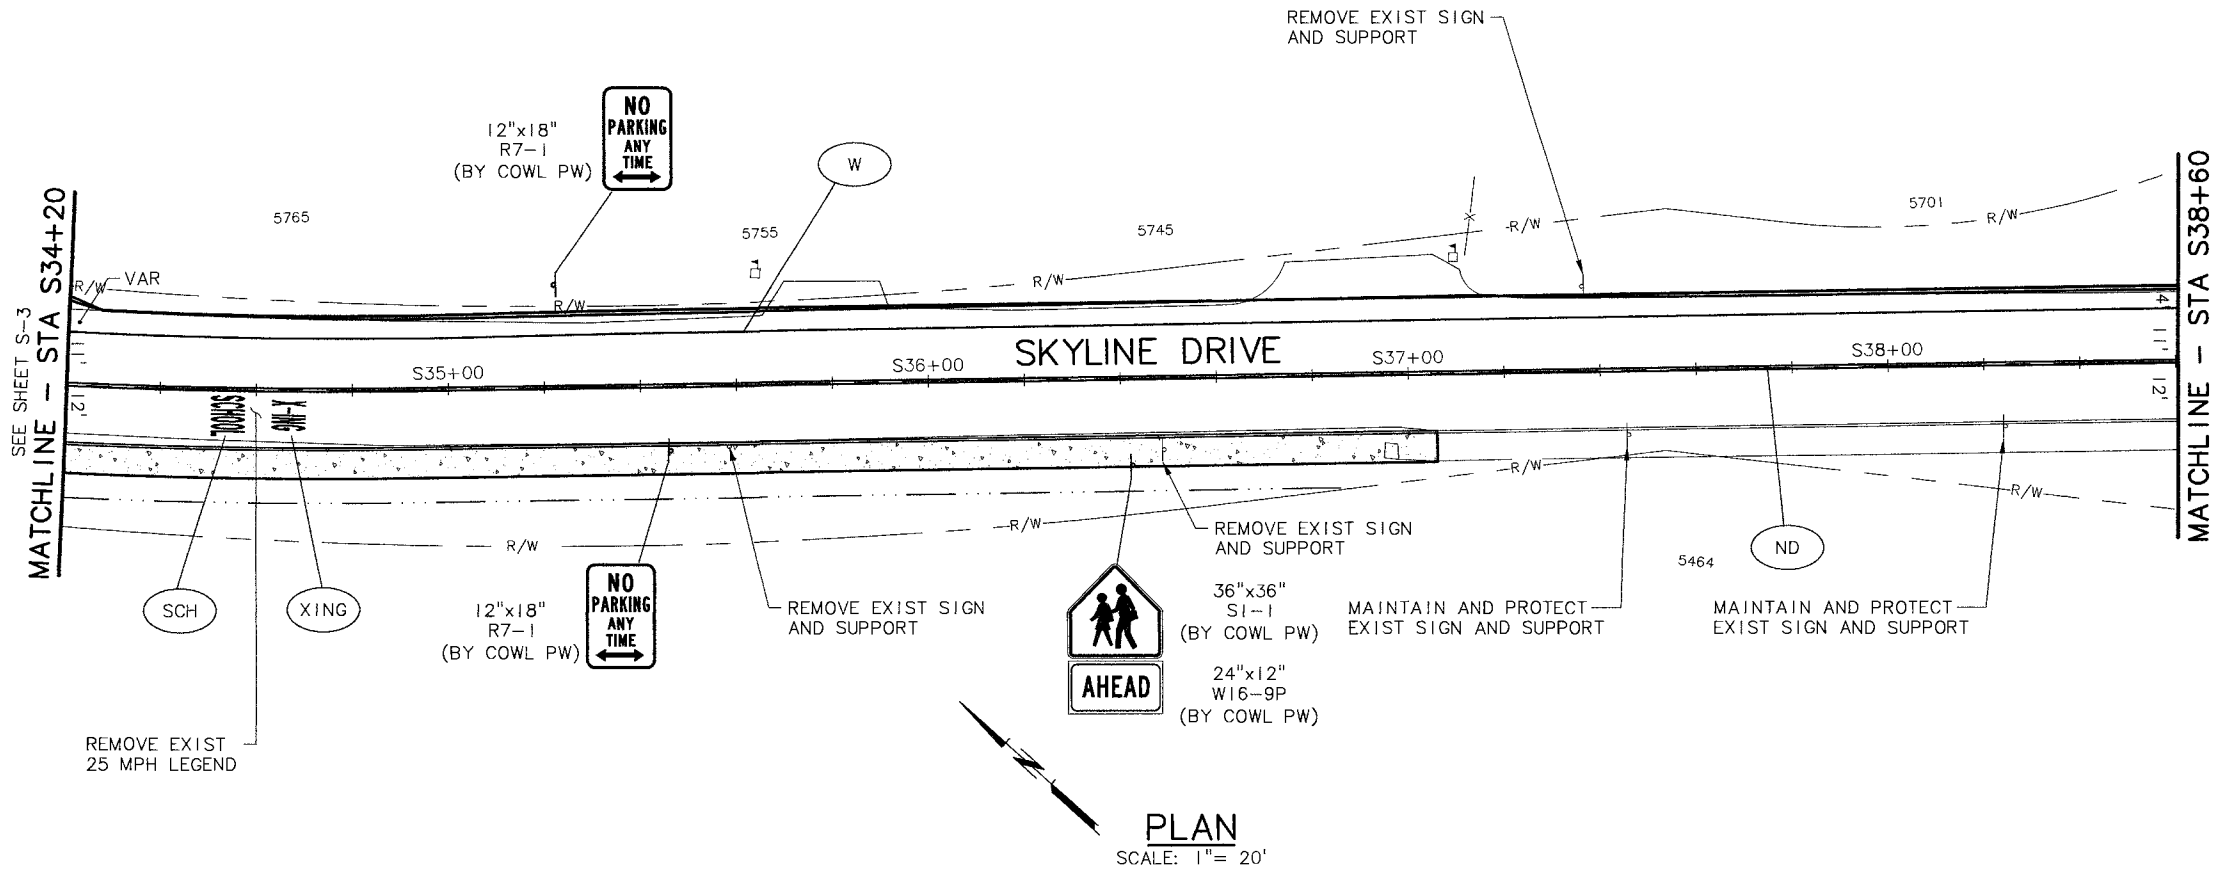 REMOVE EXIST SIGN
AND SUPPORT
NO
PARKING
ANY
TIME
12"x18"
R7-1
(BY COWL PW)
W
5765
5755
5745
5701
R/W
R/W
R/W
R/W
R/W
VAR
MATCHLINE - STA S34+20
SEE SHEET S-3
MATCHLINE - STA S38+60
4'
11'
12'
11'
12'
SKYLINE DRIVE
S35+00
S36+00
S37+00
S38+00
SCHOOL
X-ING
R/W
R/W
R/W
R/W
SCH
XING
ND
5464
12"x18"
R7-1
(BY COWL PW)
NO
PARKING
ANY
TIME
REMOVE EXIST SIGN
AND SUPPORT
REMOVE EXIST SIGN
AND SUPPORT
36"x36"
S1-1
(BY COWL PW)
AHEAD
24"x12"
W16-9P
(BY COWL PW)
MAINTAIN AND PROTECT
EXIST SIGN AND SUPPORT
MAINTAIN AND PROTECT
EXIST SIGN AND SUPPORT
REMOVE EXIST
25 MPH LEGEND
N
PLAN
SCALE: 1"= 20'